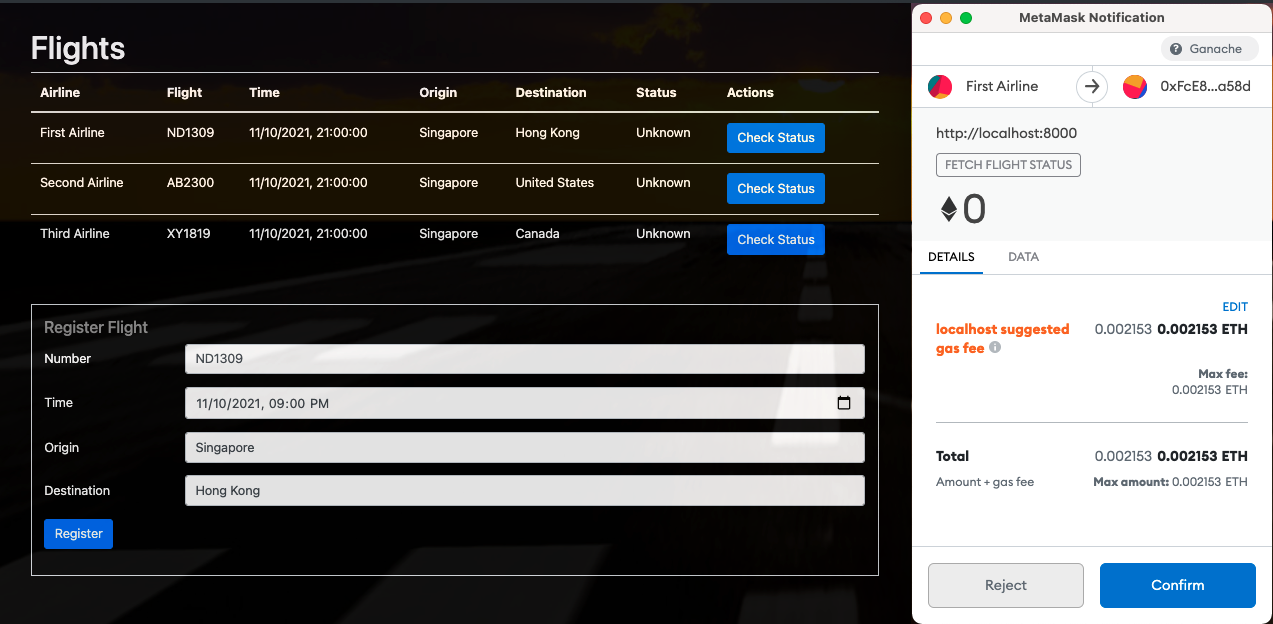 Flights
Airline Flight Time Origin Destination Status Actions
First Airline ND1309 11/10/2021, 21:00:00 Singapore Hong Kong Unknown Check Status
Second Airline AB2300 11/10/2021, 21:00:00 Singapore United States Unknown Check Status
Third Airline XY1819 11/10/2021, 21:00:00 Singapore Canada Unknown Check Status
Register Flight
Number ND1309
Time 11/10/2021, 09:00 PM
Origin Singapore
Destination Hong Kong
Register
MetaMask Notification
Ganache
First Airline 0xFcE8...a58d
http://localhost:8000
FETCH FLIGHT STATUS
0
DETAILS DATA
EDIT
localhost suggested 0.002153 0.002153 ETH
gas fee
Max fee:
0.002153 ETH
Total 0.002153 0.002153 ETH
Amount + gas fee Max amount: 0.002153 ETH
Reject Confirm